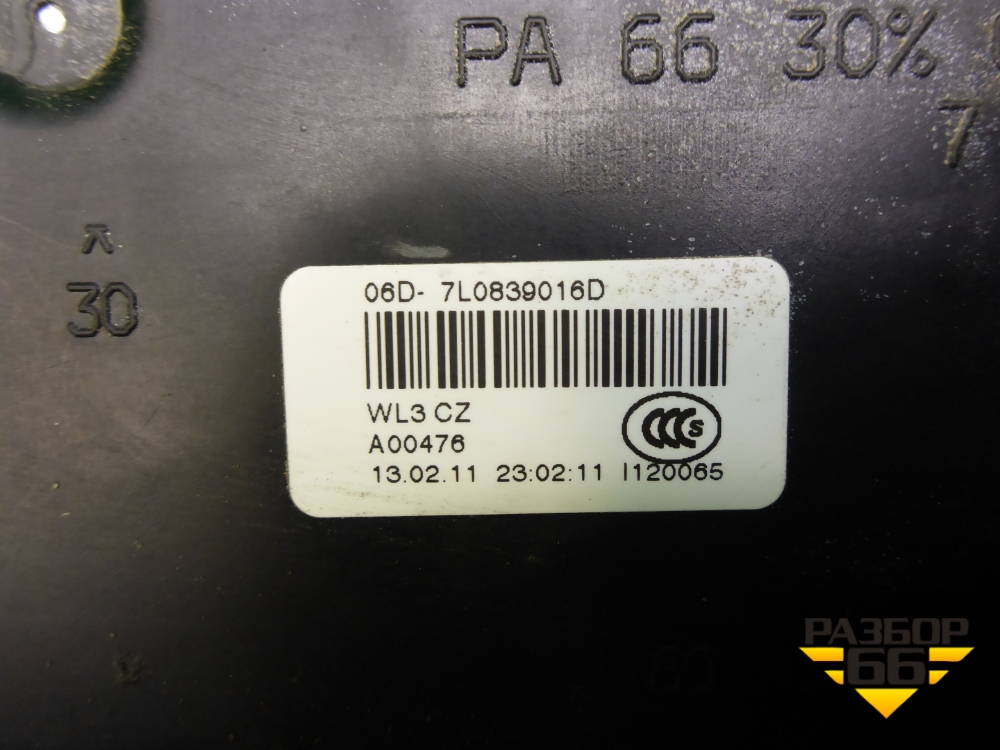 PA 66 30%
7
30
06D- 7L0839016D
WL3 CZ
A00476
CCC S
13.02.11 23:02:11 I120065
РАЗБОР
66